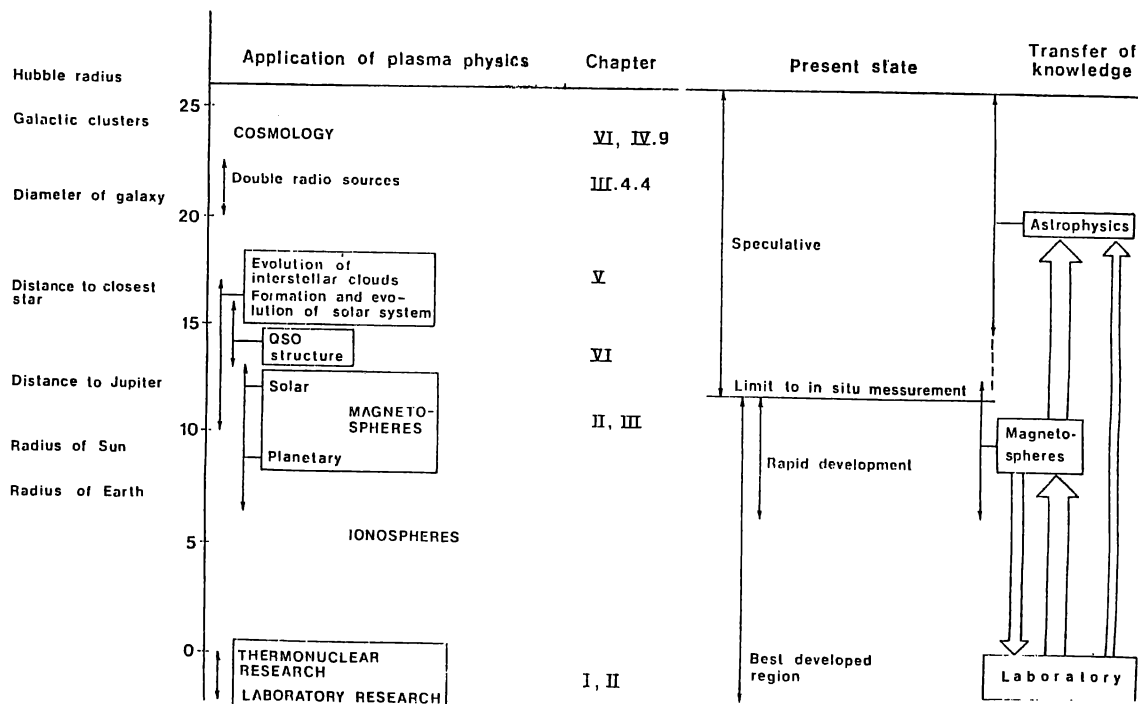 Application of plasma physics
Chapter
Present state
Transfer of
knowledge
Hubble radius
25
Galactic clusters
COSMOLOGY
VI, IV.9
Double radio sources
III.4.4
Diameter of galaxy
20
Astrophysics
Speculative
Evolution of
interstellar clouds
Formation and evo-
lution of solar system
V
Distance to closest
star
15
QSO
structure
VI
Distance to Jupiter
Solar
Limit to in situ messurement
MAGNETO-
SPHERES
II, III
10
Magneto-
spheres
Radius of Sun
Planetary
Rapid development
Radius of Earth
IONOSPHERES
5
0
THERMONUCLEAR
RESEARCH
LABORATORY RESEARCH
I, II
Best developed
region
Laboratory